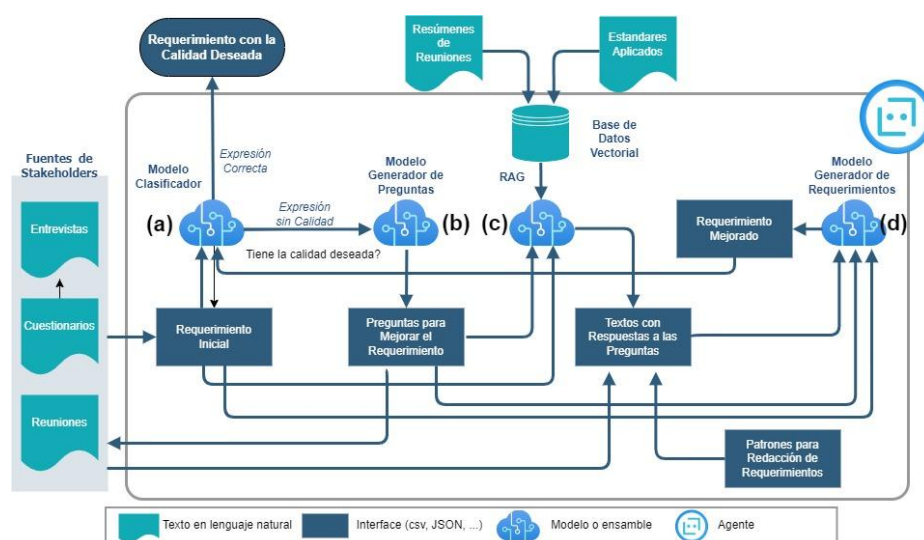 Requerimiento con la
Calidad Deseada
Resúmenes
de
Reuniones
Estandares
Aplicados
Fuentes de
Stakeholders
Entrevistas
Cuestionarios
Reuniones
Modelo
Clasificador
(a)
Expresión
Correcta
Expresión
sin Calidad
Modelo
Generador de
Preguntas
(b)
Tiene la calidad deseada?
RAG
Base de
Datos
Vectorial
(c)
Modelo
Generador de
Requerimientos
(d)
Requerimiento
Mejorado
Requerimiento
Inicial
Preguntas para
Mejorar el
Requerimiento
Textos con
Respuestas a las
Preguntas
Patrones para
Redacción de
Requerimientos
Texto en lenguaje natural
Interface (csv, JSON, ...)
Modelo o ensamble
Agente